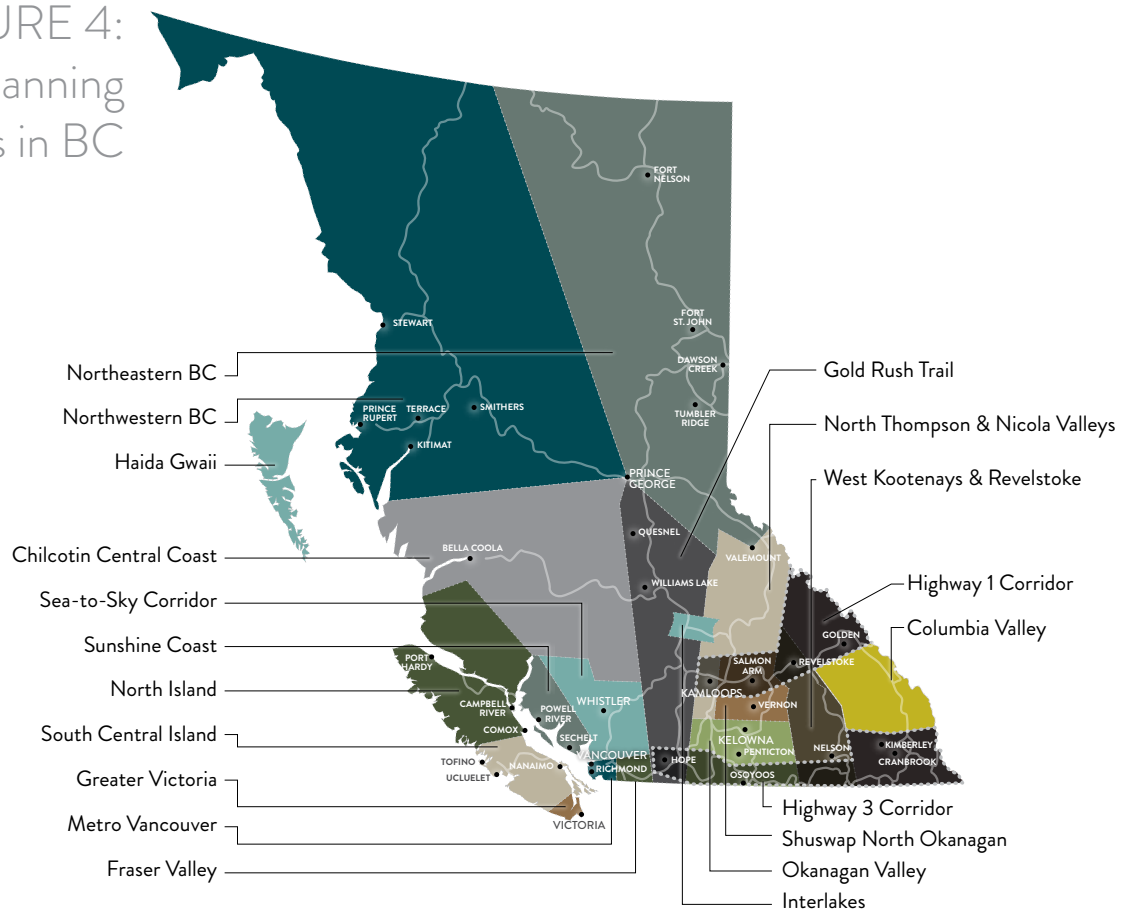 URE 4:
anning
s in BC
FORT
NELSON
FORT
ST. JOHN
DAWSON
CREEK
TUMBLER
RIDGE
STEWART
PRINCE
RUPERT
TERRACE
SMITHERS
KITIMAT
PRINCE
GEORGE
QUESNEL
WILLIAMS LAKE
BELLA COOLA
VALEMOUNT
GOLDEN
REVELSTOKE
SALMON
ARM
KAMLOOPS
VERNON
KELOWNA
PENTICTON
NELSON
KIMBERLEY
CRANBROOK
OSOYOOS
HOPE
WHISTLER
POWELL
RIVER
SECHELT
VANCOUVER
RICHMOND
PORT
HARDY
CAMPBELL
RIVER
COMOX
TOFINO
UCLUELET
NANAIMO
VICTORIA
Northeastern BC
Northwestern BC
Haida Gwaii
Chilcotin Central Coast
Sea-to-Sky Corridor
Sunshine Coast
North Island
South Central Island
Greater Victoria
Metro Vancouver
Fraser Valley
Gold Rush Trail
North Thompson & Nicola Valleys
West Kootenays & Revelstoke
Highway 1 Corridor
Columbia Valley
Highway 3 Corridor
Shuswap North Okanagan
Okanagan Valley
Interlakes